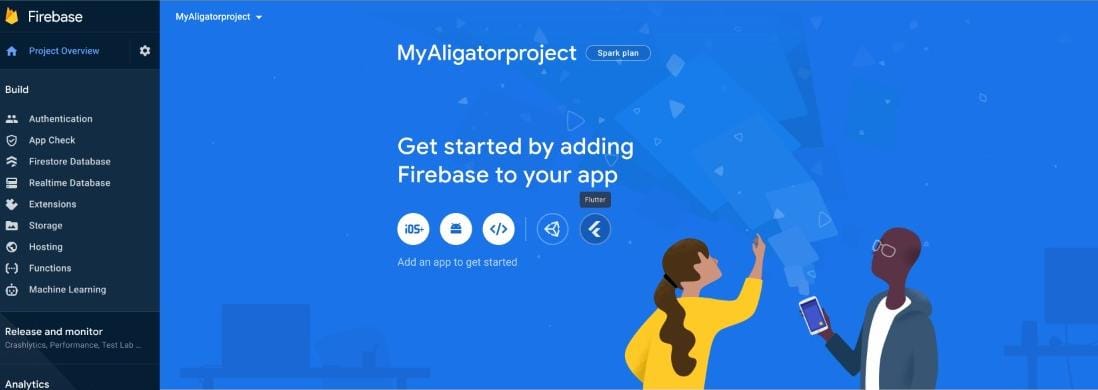 Firebase
MyAligatorproject
Project Overview
MyAligatorproject
Spark plan
Build
Authentication
App Check
Firestore Database
Realtime Database
Extensions
Storage
Hosting
Functions
Machine Learning
Release and monitor
Crashlytics, Performance, Test Lab ...
Analytics
Get started by adding
Firebase to your app
Flutter
iOS+
</>
Add an app to get started